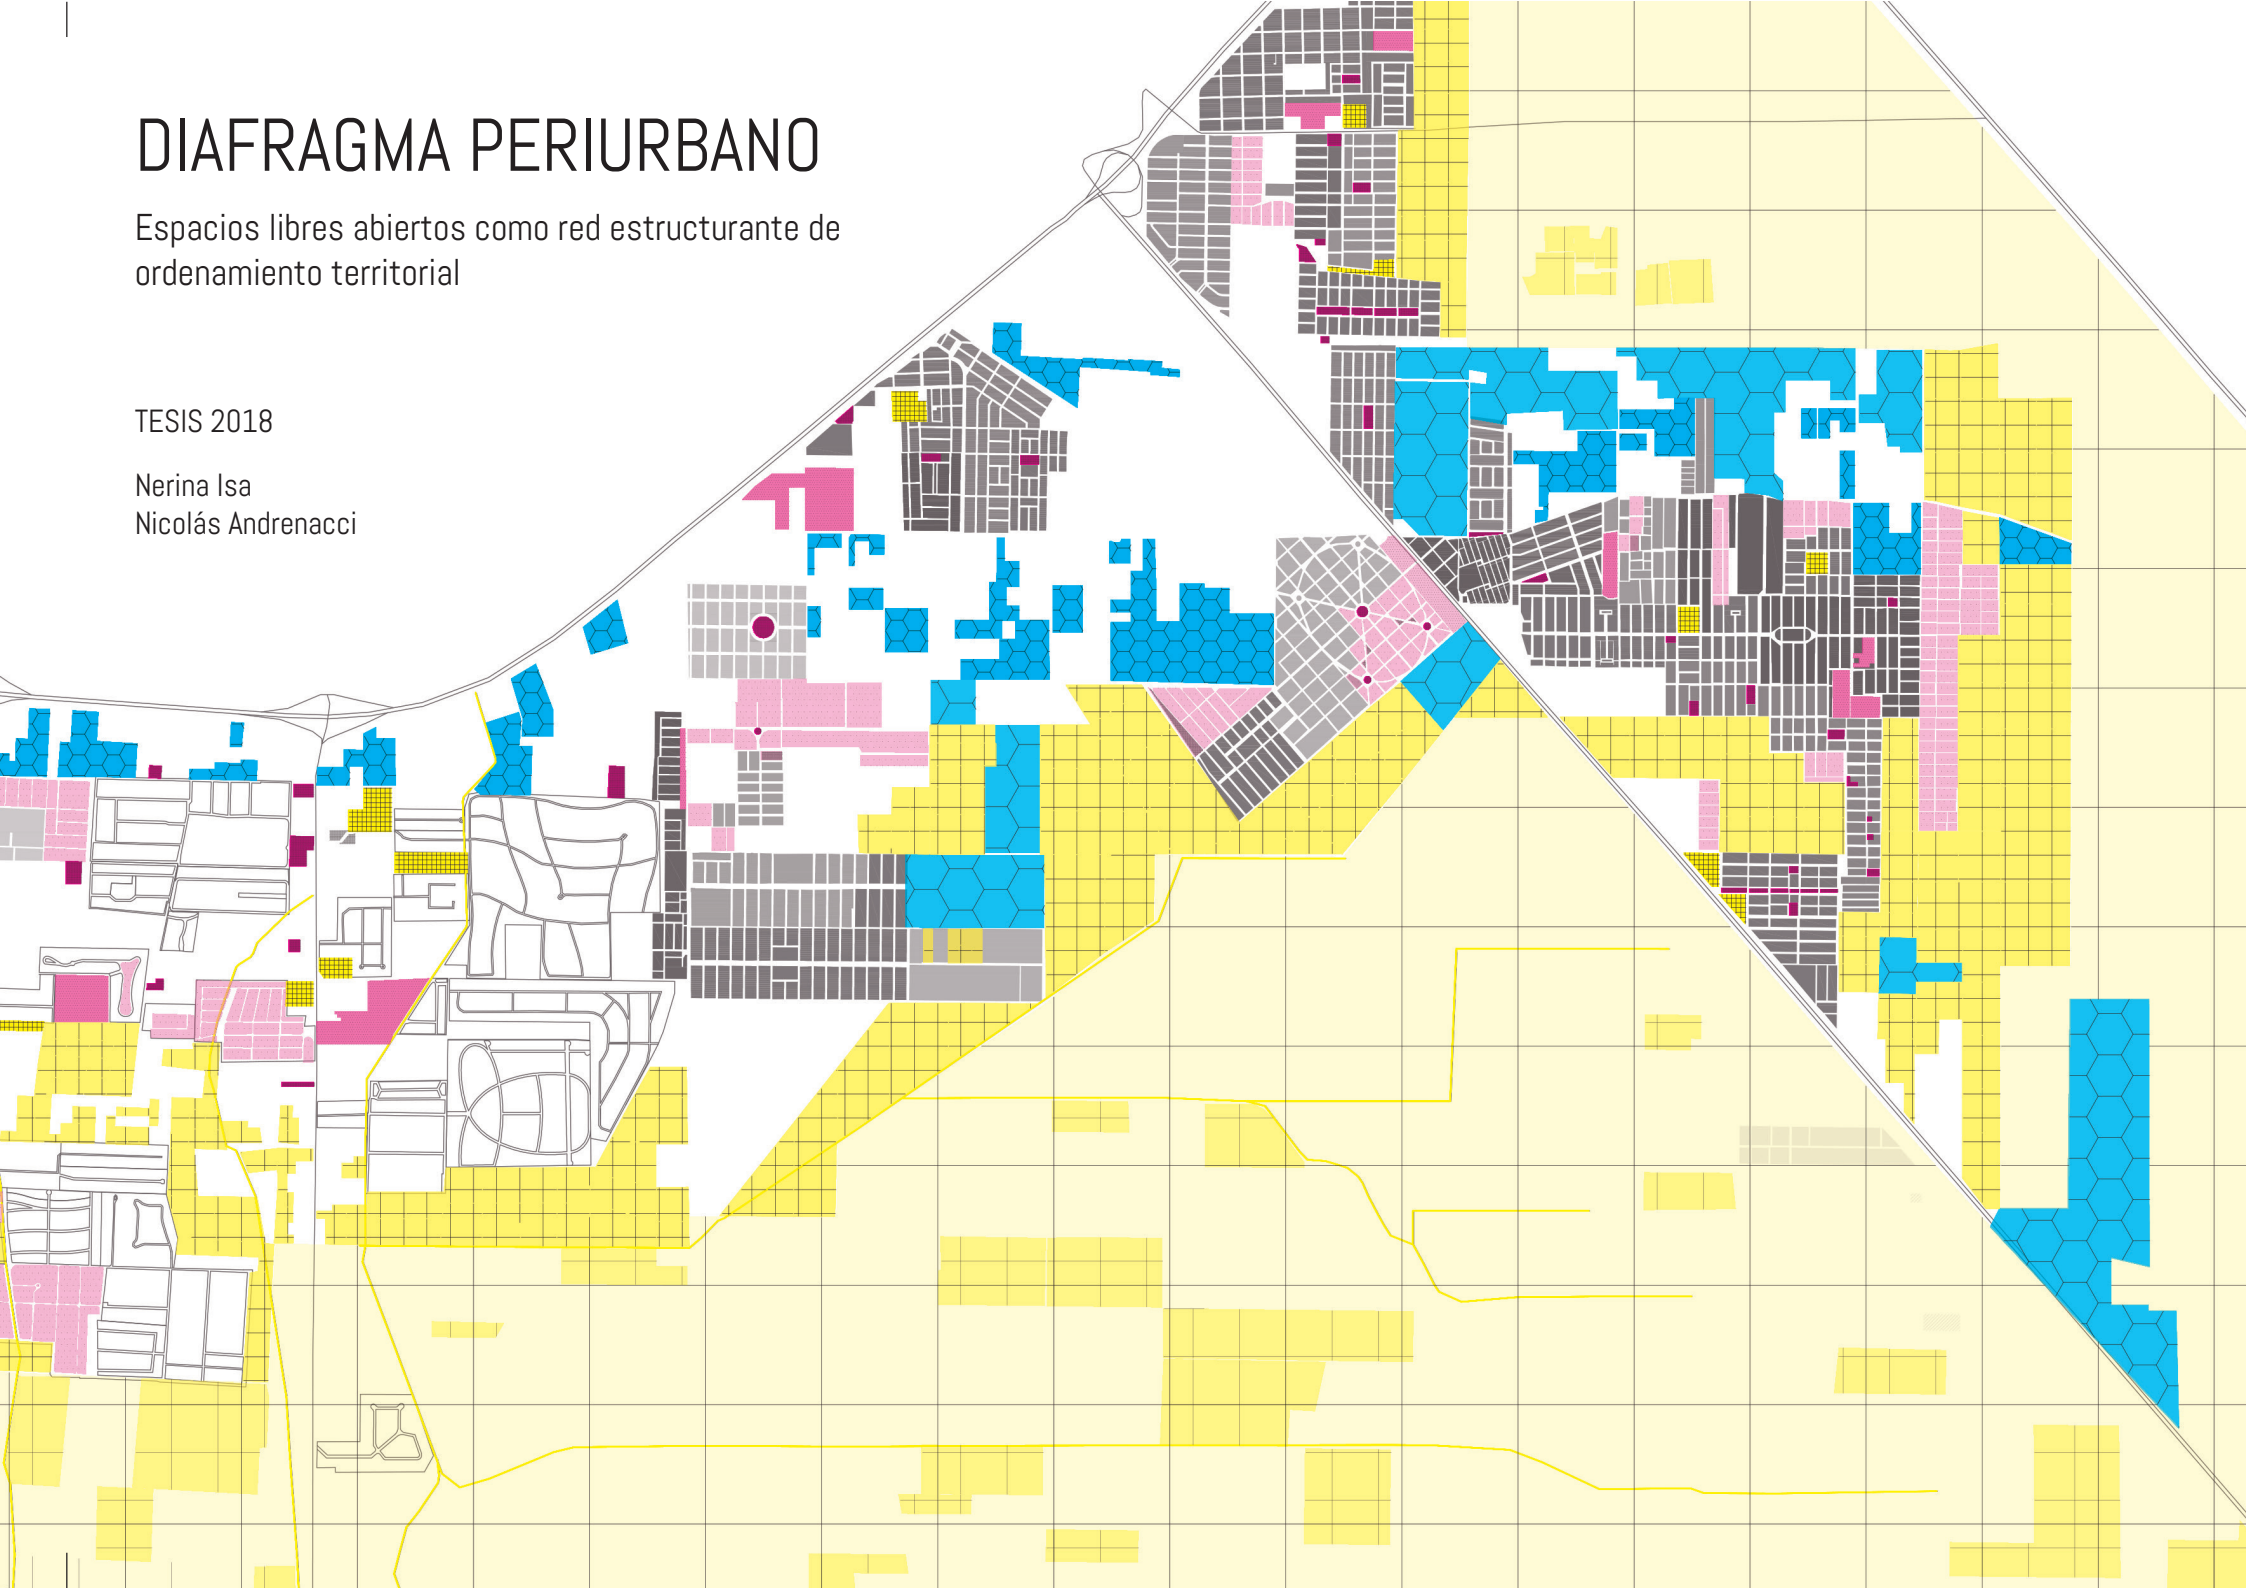 DIAFRAGMA PERIURBANO
Espacios libres abiertos como red estructurante de
ordenamiento territorial
TESIS 2018
Nerina Isa
Nicolás Andrenacci